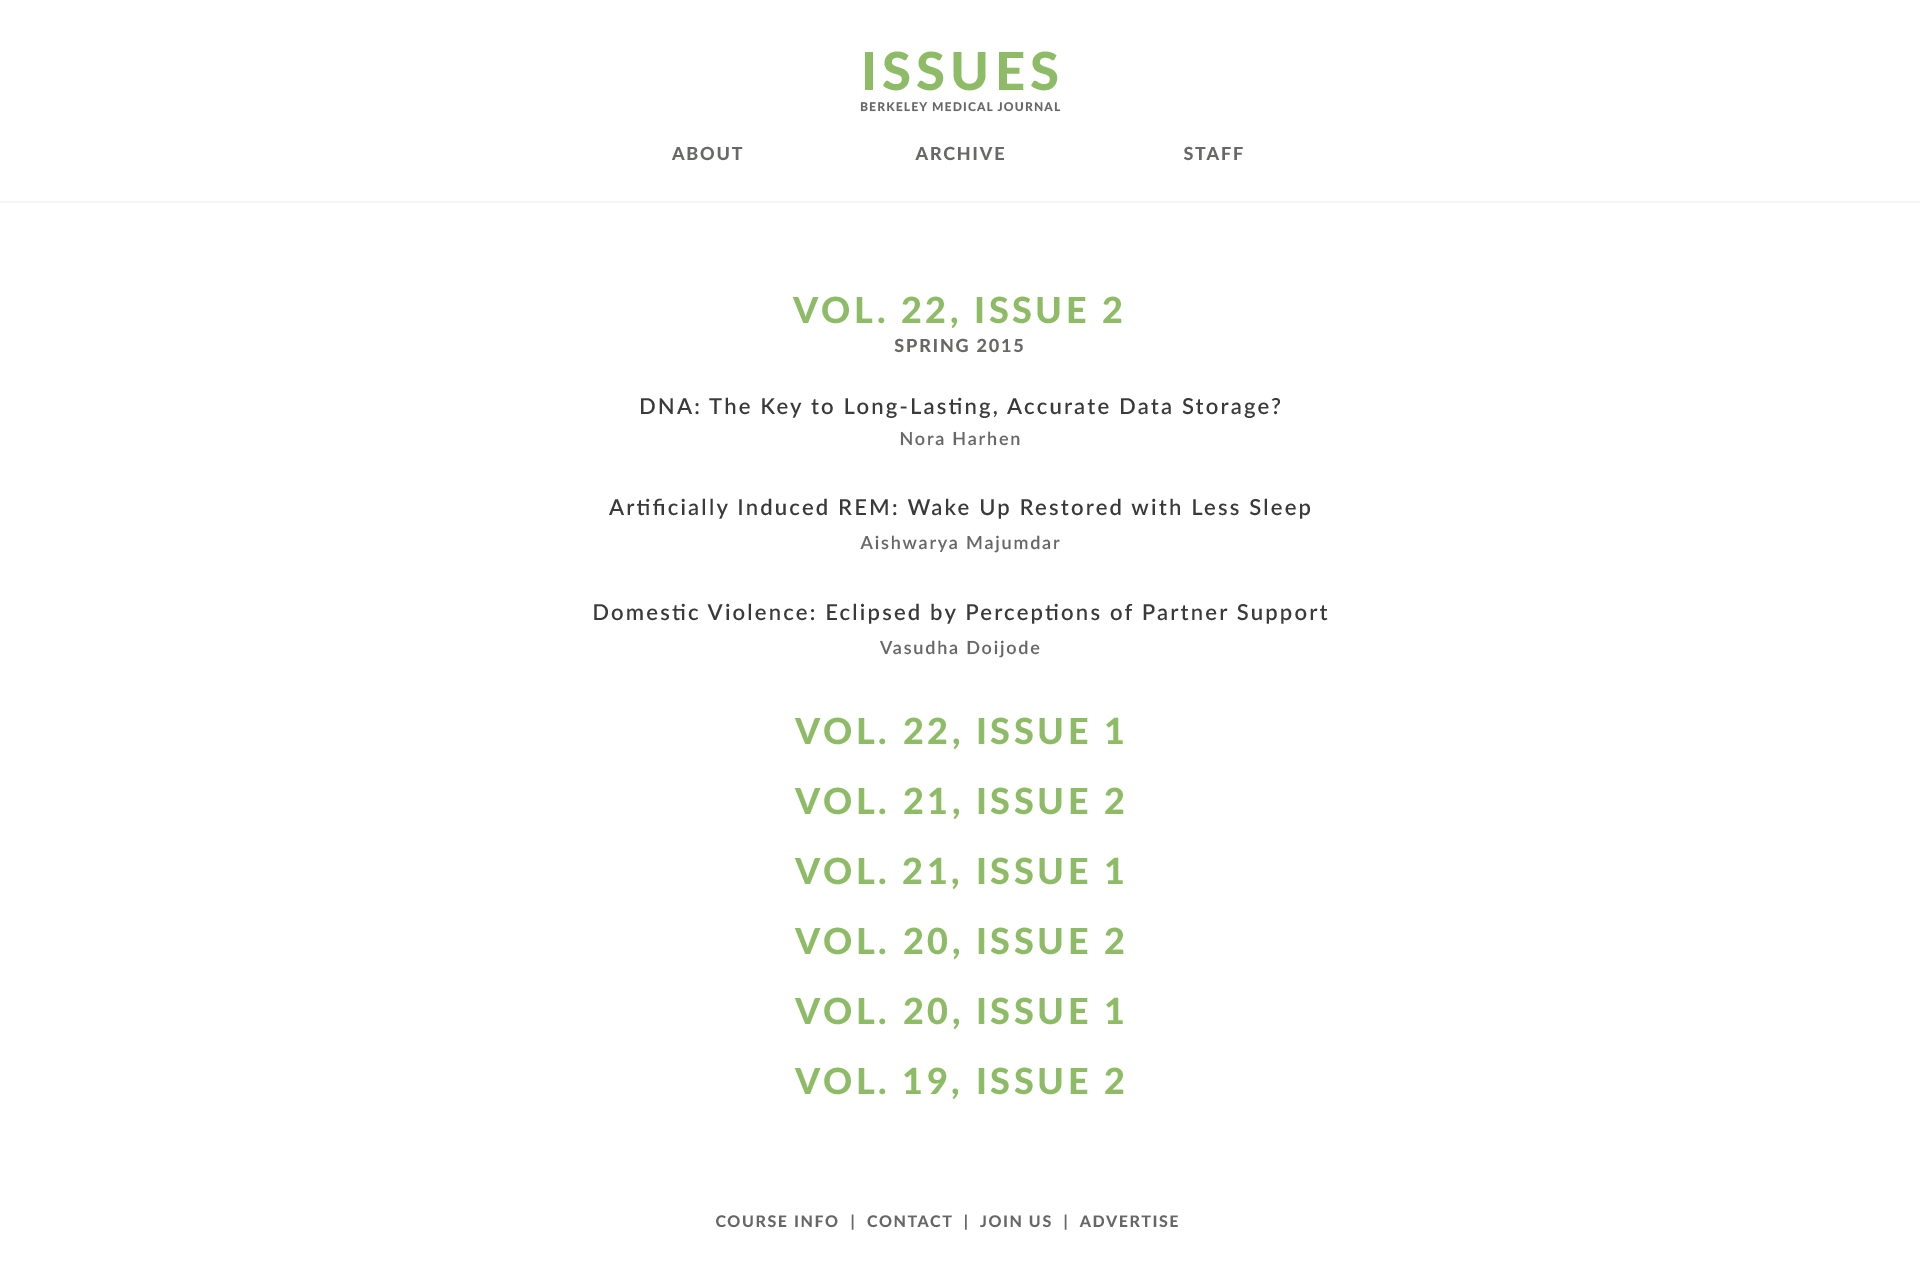 ISSUES
BERKELEY MEDICAL JOURNAL
ABOUT ARCHIVE STAFF
VOL. 22, ISSUE 2
SPRING 2015
DNA: The Key to Long-Lasting, Accurate Data Storage?
Nora Harhen
Artificially Induced REM: Wake Up Restored with Less Sleep
Aishwarya Majumdar
Domestic Violence: Eclipsed by Perceptions of Partner Support
Vasudha Doijode
VOL. 22, ISSUE 1
VOL. 21, ISSUE 2
VOL. 21, ISSUE 1
VOL. 20, ISSUE 2
VOL. 20, ISSUE 1
VOL. 19, ISSUE 2
COURSE INFO | CONTACT | JOIN US | ADVERTISE